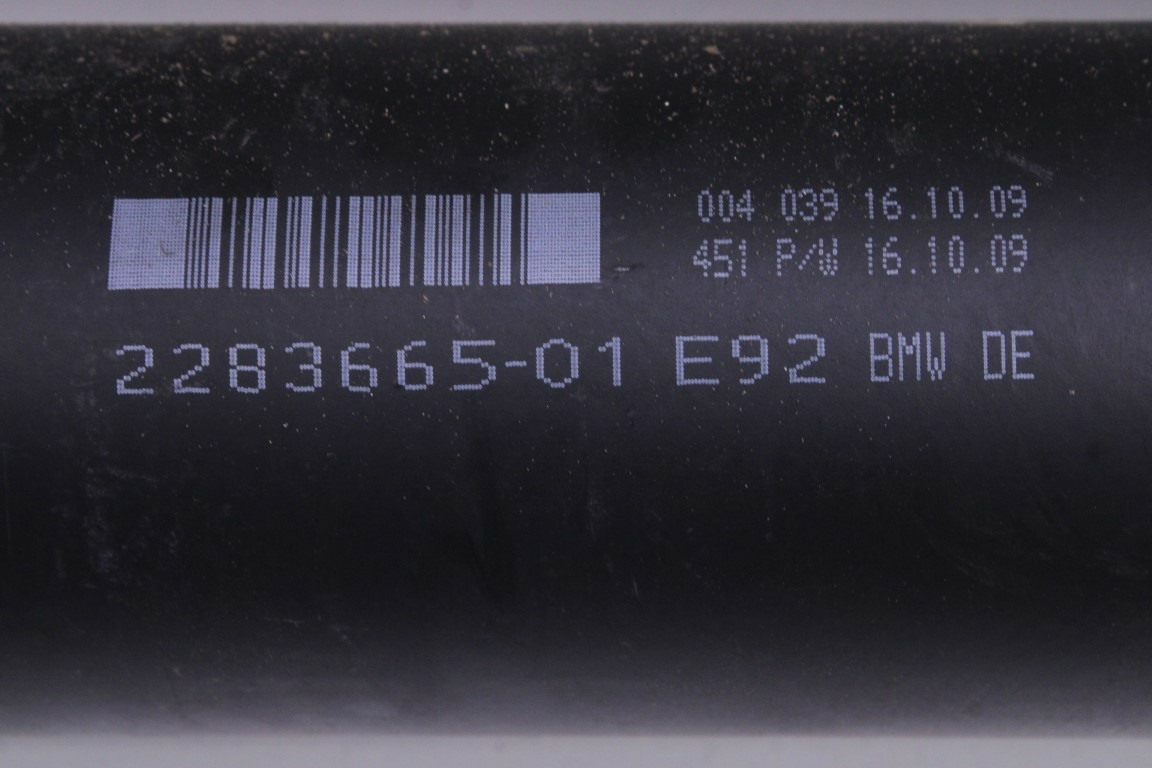 004 039 16.10.09
451 P/W 16.10.09
2283665-01 E92 BMW DE